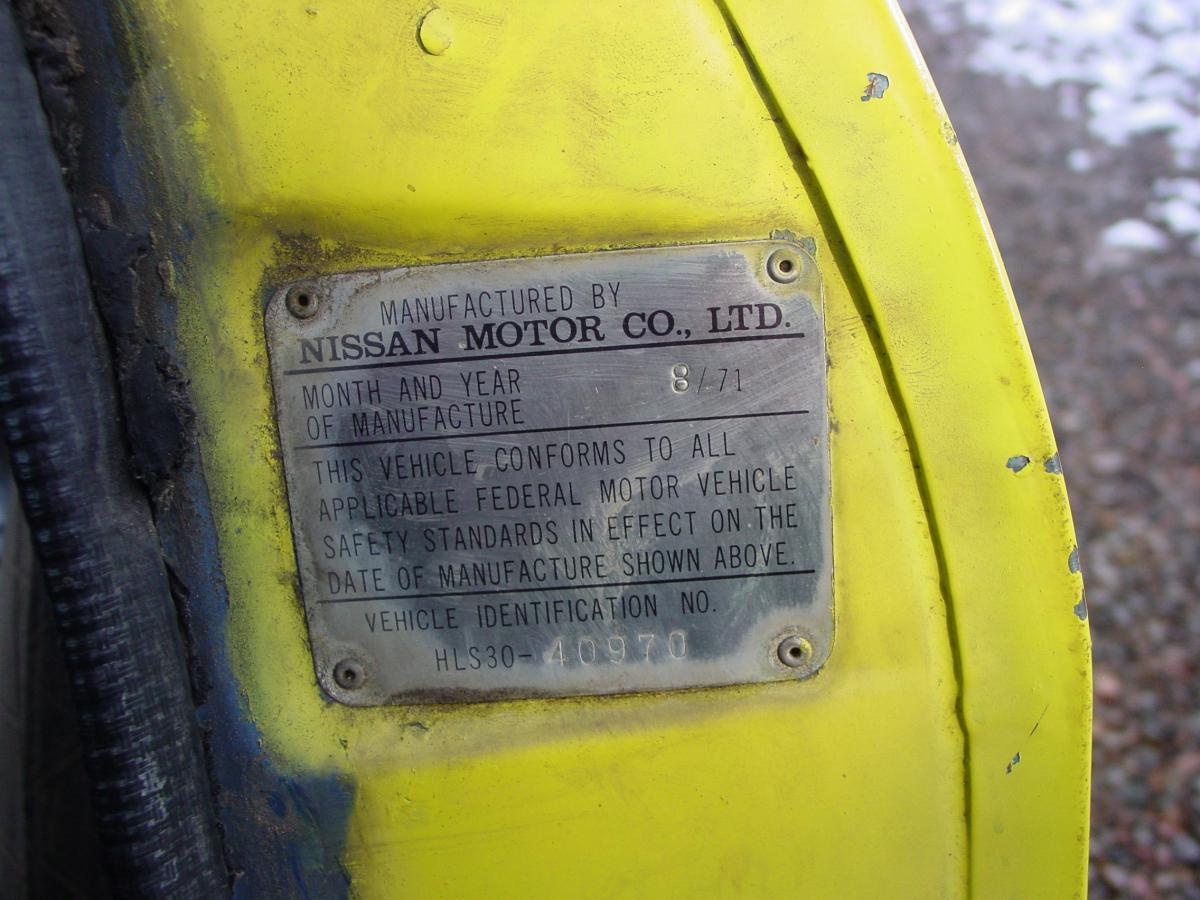 MANUFACTURED BY
NISSAN MOTOR CO., LTD.
MONTH AND YEAR 8/71
OF MANUFACTURE
THIS VEHICLE CONFORMS TO ALL
APPLICABLE FEDERAL MOTOR VEHICLE
SAFETY STANDARDS IN EFFECT ON THE
DATE OF MANUFACTURE SHOWN ABOVE.
VEHICLE IDENTIFICATION NO.
HLS30-40970